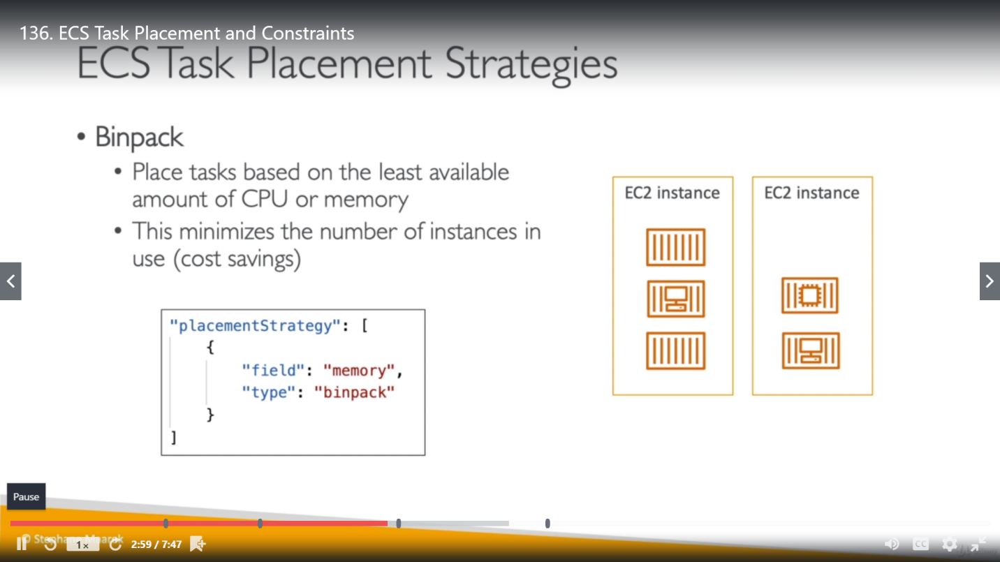 136. ECS Task Placement and Constraints
ECS Task Placement Strategies
• Binpack
• Place tasks based on the least available
amount of CPU or memory
• This minimizes the number of instances in
use (cost savings)
"placementStrategy": [
{
"field": "memory",
"type": "binpack"
}
]
EC2 instance
EC2 instance
Pause
© Stephane Maarek
1x
2:59 / 7:47
CC